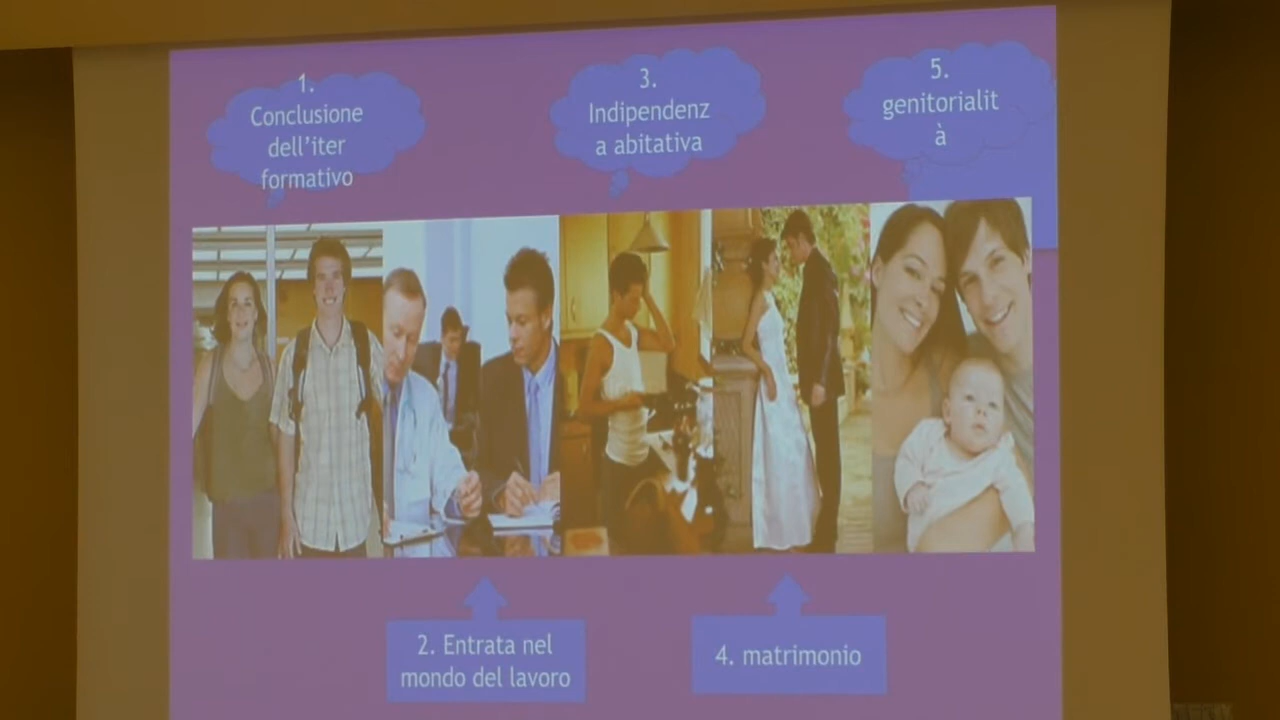 1.
Conclusione
dell'iter
formativo
3.
Indipendenz
a abitativa
5.
genitorialit
à
2. Entrata nel
mondo del lavoro
4. matrimonio